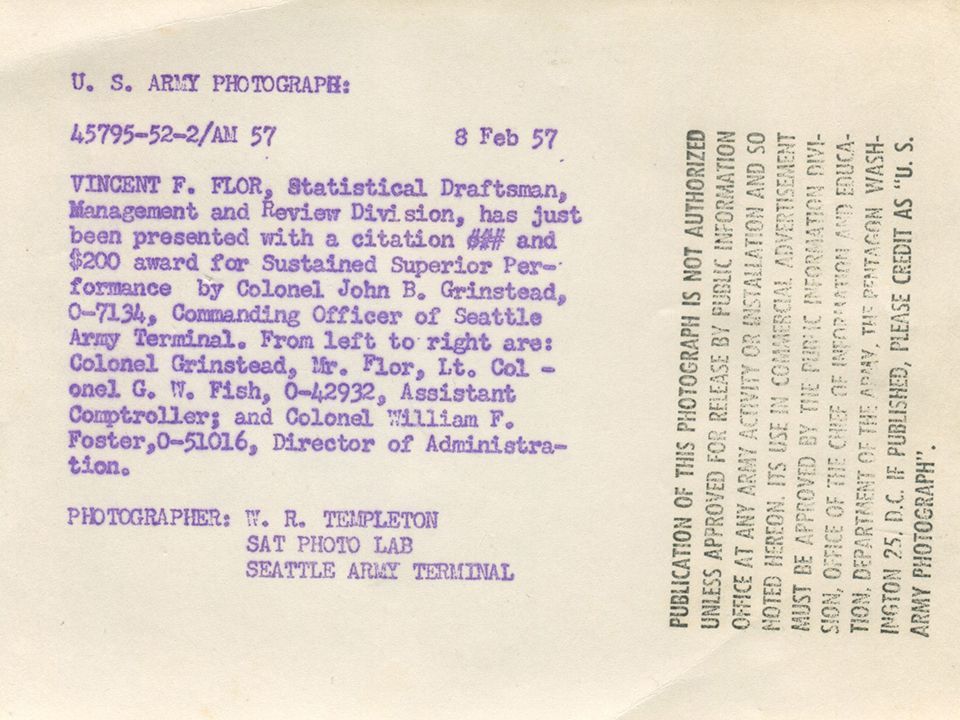 U. S. ARMY PHOTOGRAPH:
45795-52-2/AM 57 8 Feb 57
VINCENT F. FLOR, Statistical Draftsman,
Management and Review Division, has just
been presented with a citation ### and
$200 award for Sustained Superior Per-
formance by Colonel John B. Grinstead,
O-7134, Commanding Officer of Seattle
Army Terminal. From left to right are:
Colonel Grinstead, Mr. Flor, Lt. Col -
onel G. W. Fish, O-42932, Assistant
Comptroller; and Colonel William F.
Foster,O-51016, Director of Administra-
tion.
PHOTOGRAPHER: W. R. TEMPLETON
SAT PHOTO LAB
SEATTLE ARMY TERMINAL
PUBLICATION OF THIS PHOTOGRAPH IS NOT AUTHORIZED
UNLESS APPROVED FOR RELEASE BY PUBLIC INFORMATION
OFFICE AT ANY ARMY ACTIVITY OR INSTALLATION AND SO
NOTED HEREON. ITS USE IN COMMERCIAL ADVERTISEMENT
MUST BE APPROVED BY THE PUBLIC INFORMATION DIVI-
SION, OFFICE OF THE CHIEF OF INFORMATION AND EDUCA-
TION, DEPARTMENT OF THE ARMY, THE PENTAGON WASH-
INGTON 25, D.C. IF PUBLISHED, PLEASE CREDIT AS "U. S.
ARMY PHOTOGRAPH".